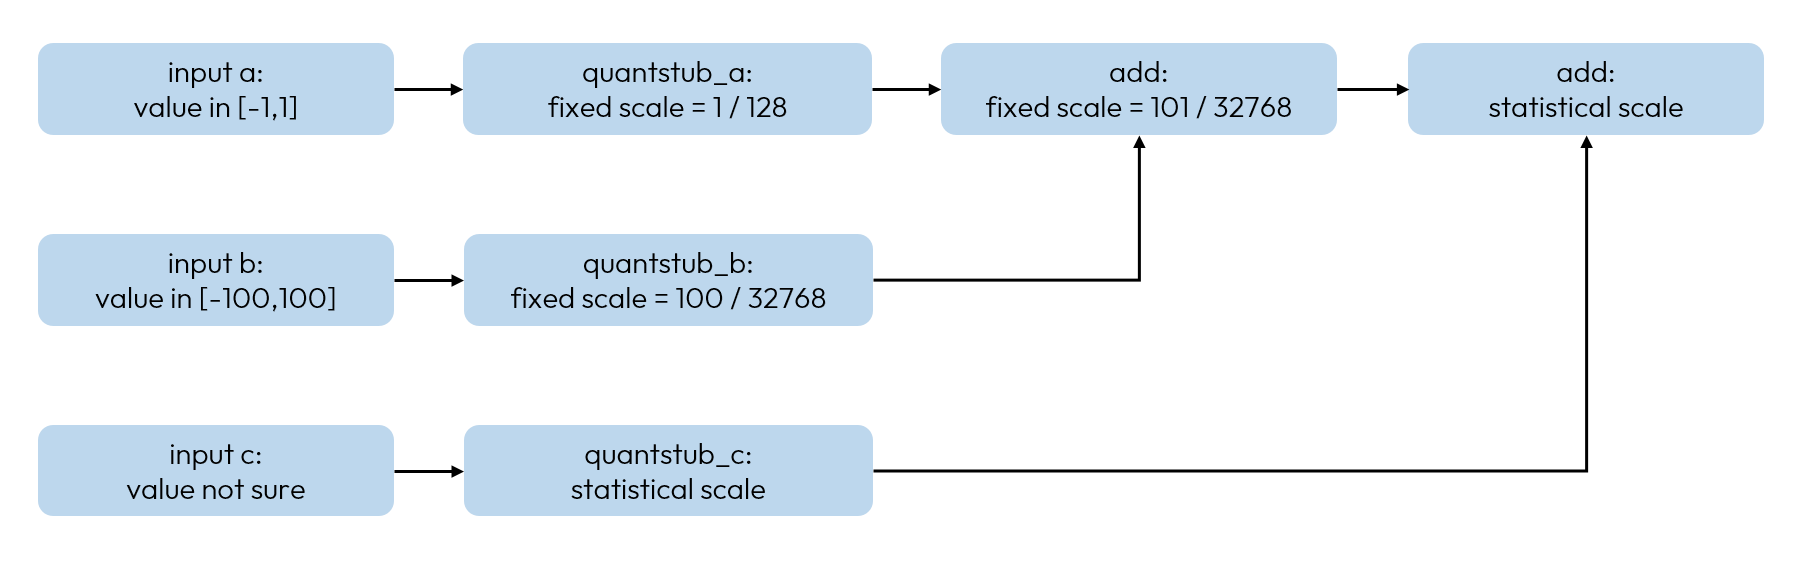 input a:
value in [-1,1]
quantstub_a:
fixed scale = 1 / 128
add:
fixed scale = 101 / 32768
add:
statistical scale
input b:
value in [-100,100]
quantstub_b:
fixed scale = 100 / 32768
input c:
value not sure
quantstub_c:
statistical scale